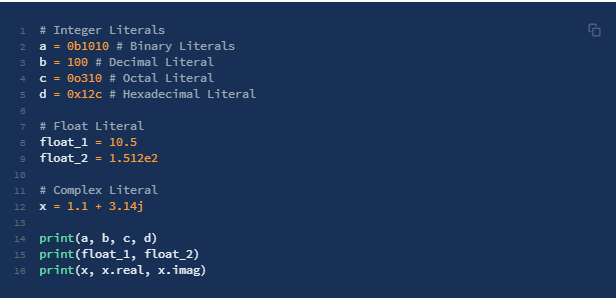 1 # Integer Literals
2 a = 0b1010 # Binary Literals
3 b = 100 # Decimal Literal
4 c = 0o310 # Octal Literal
5 d = 0x12c # Hexadecimal Literal
6
7 # Float Literal
8 float_1 = 10.5
9 float_2 = 1.512e2
10
11 # Complex Literal
12 x = 1.1 + 3.14j
13
14 print(a, b, c, d)
15 print(float_1, float_2)
16 print(x, x.real, x.imag)